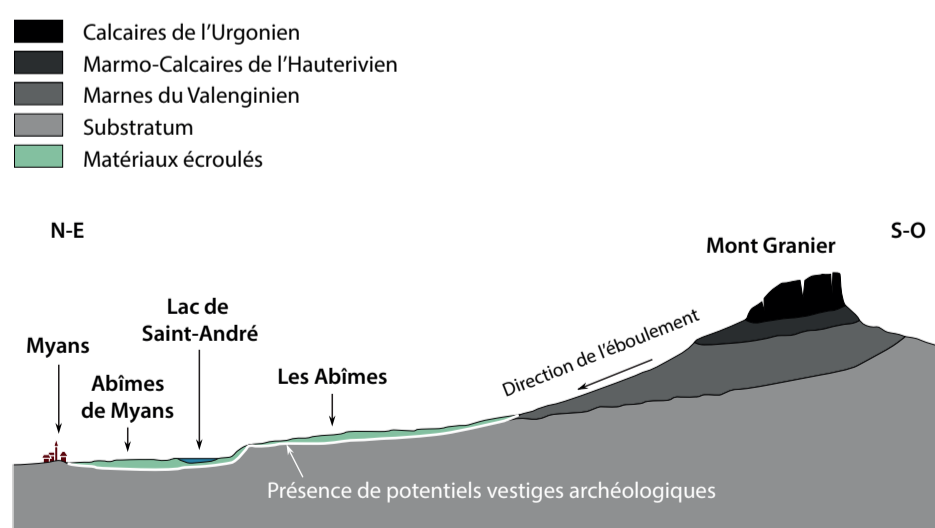 Calcaires de l’Urgonien
Marmo-Calcaires de l’Hauterivien
Marnes du Valenginien
Substratum
Matériaux écroulés
N-E
S-O
Mont Granier
Lac de
Saint-André
Direction de l’éboulement
Myans
Abîmes
de Myans
Les Abîmes
Présence de potentiels vestiges archéologiques